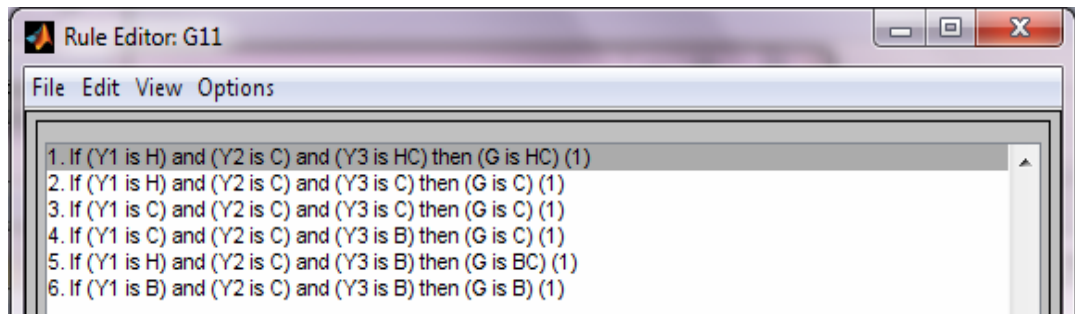 Rule Editor: G11
File Edit View Options
1. If (Y1 is H) and (Y2 is C) and (Y3 is HC) then (G is HC) (1)
2. If (Y1 is H) and (Y2 is C) and (Y3 is C) then (G is C) (1)
3. If (Y1 is C) and (Y2 is C) and (Y3 is C) then (G is C) (1)
4. If (Y1 is C) and (Y2 is C) and (Y3 is B) then (G is C) (1)
5. If (Y1 is H) and (Y2 is C) and (Y3 is B) then (G is BC) (1)
6. If (Y1 is B) and (Y2 is C) and (Y3 is B) then (G is B) (1)